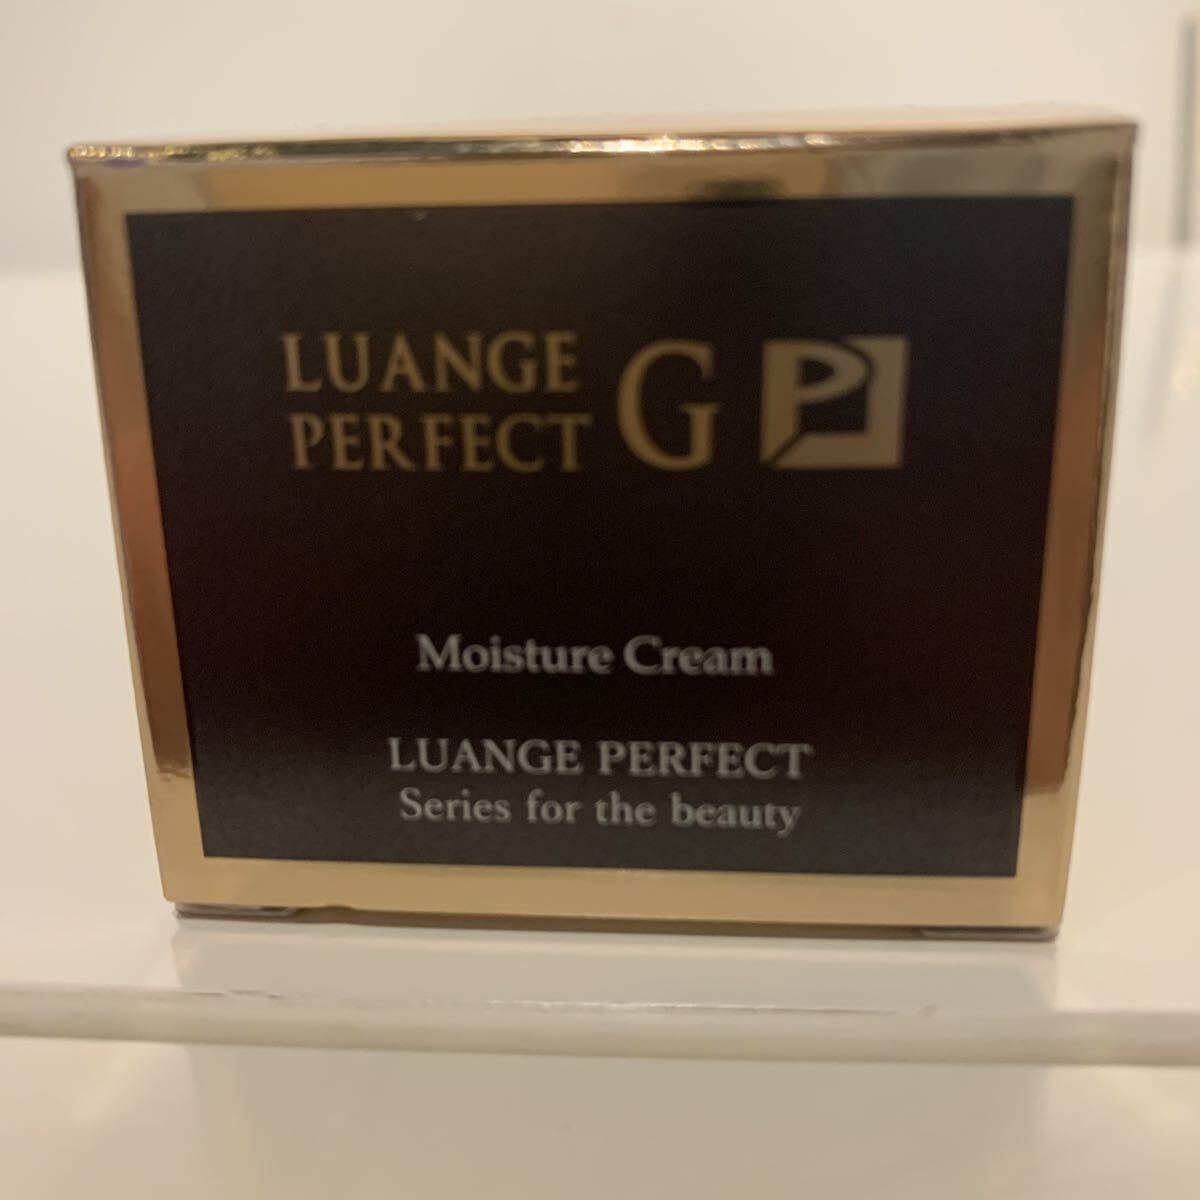 LUANGE
PERFECT G P
Moisture Cream
LUANGE PERFECT
Series for the beauty